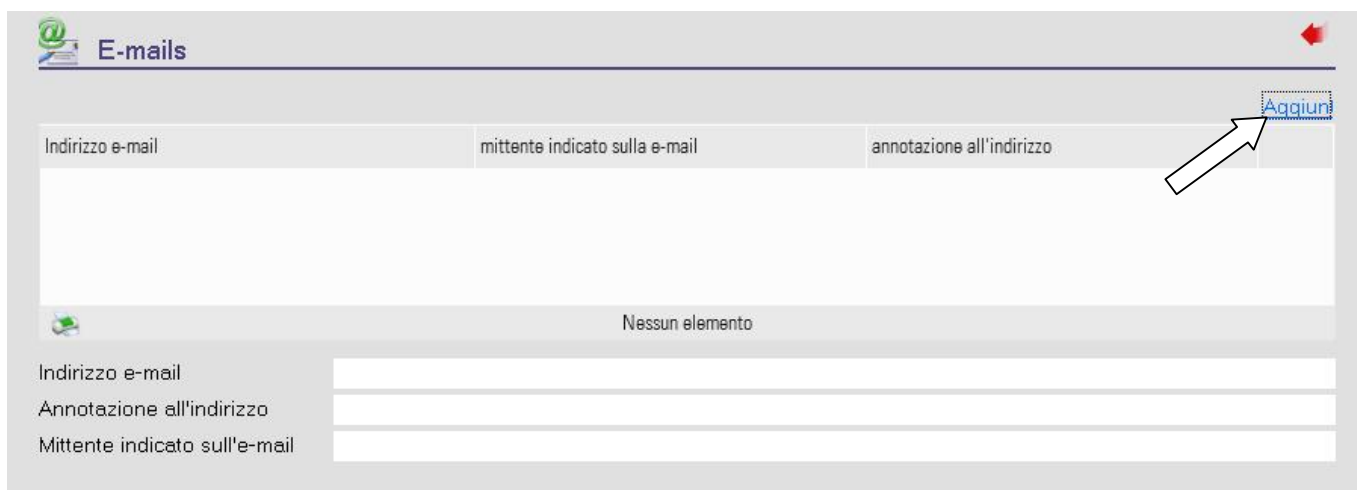 E-mails
Aggiun
Indirizzo e-mail mittente indicato sulla e-mail annotazione all'indirizzo
Nessun elemento
Indirizzo e-mail
Annotazione all'indirizzo
Mittente indicato sull'e-mail